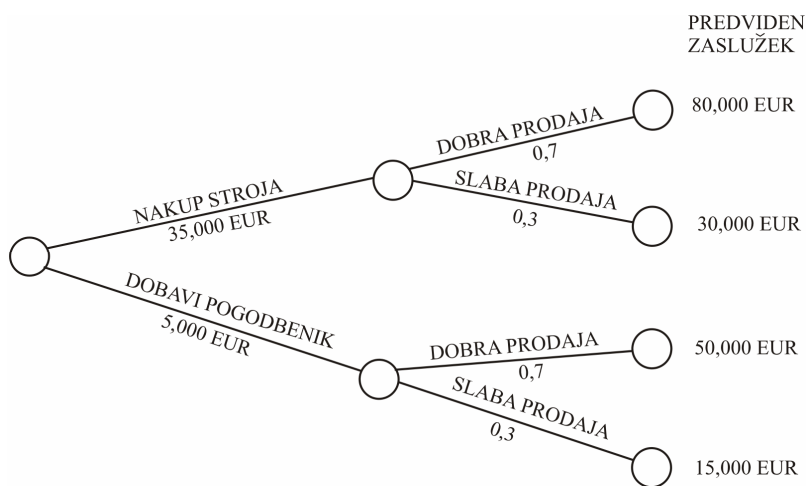 PREDVIDEN
ZASLUŽEK
80,000 EUR
DOBRA PRODAJA
0,7
SLABA PRODAJA
0,3
30,000 EUR
NAKUP STROJA
35,000 EUR
DOBAVI POGODBENIK
5,000 EUR
DOBRA PRODAJA
0,7
50,000 EUR
SLABA PRODAJA
0,3
15,000 EUR